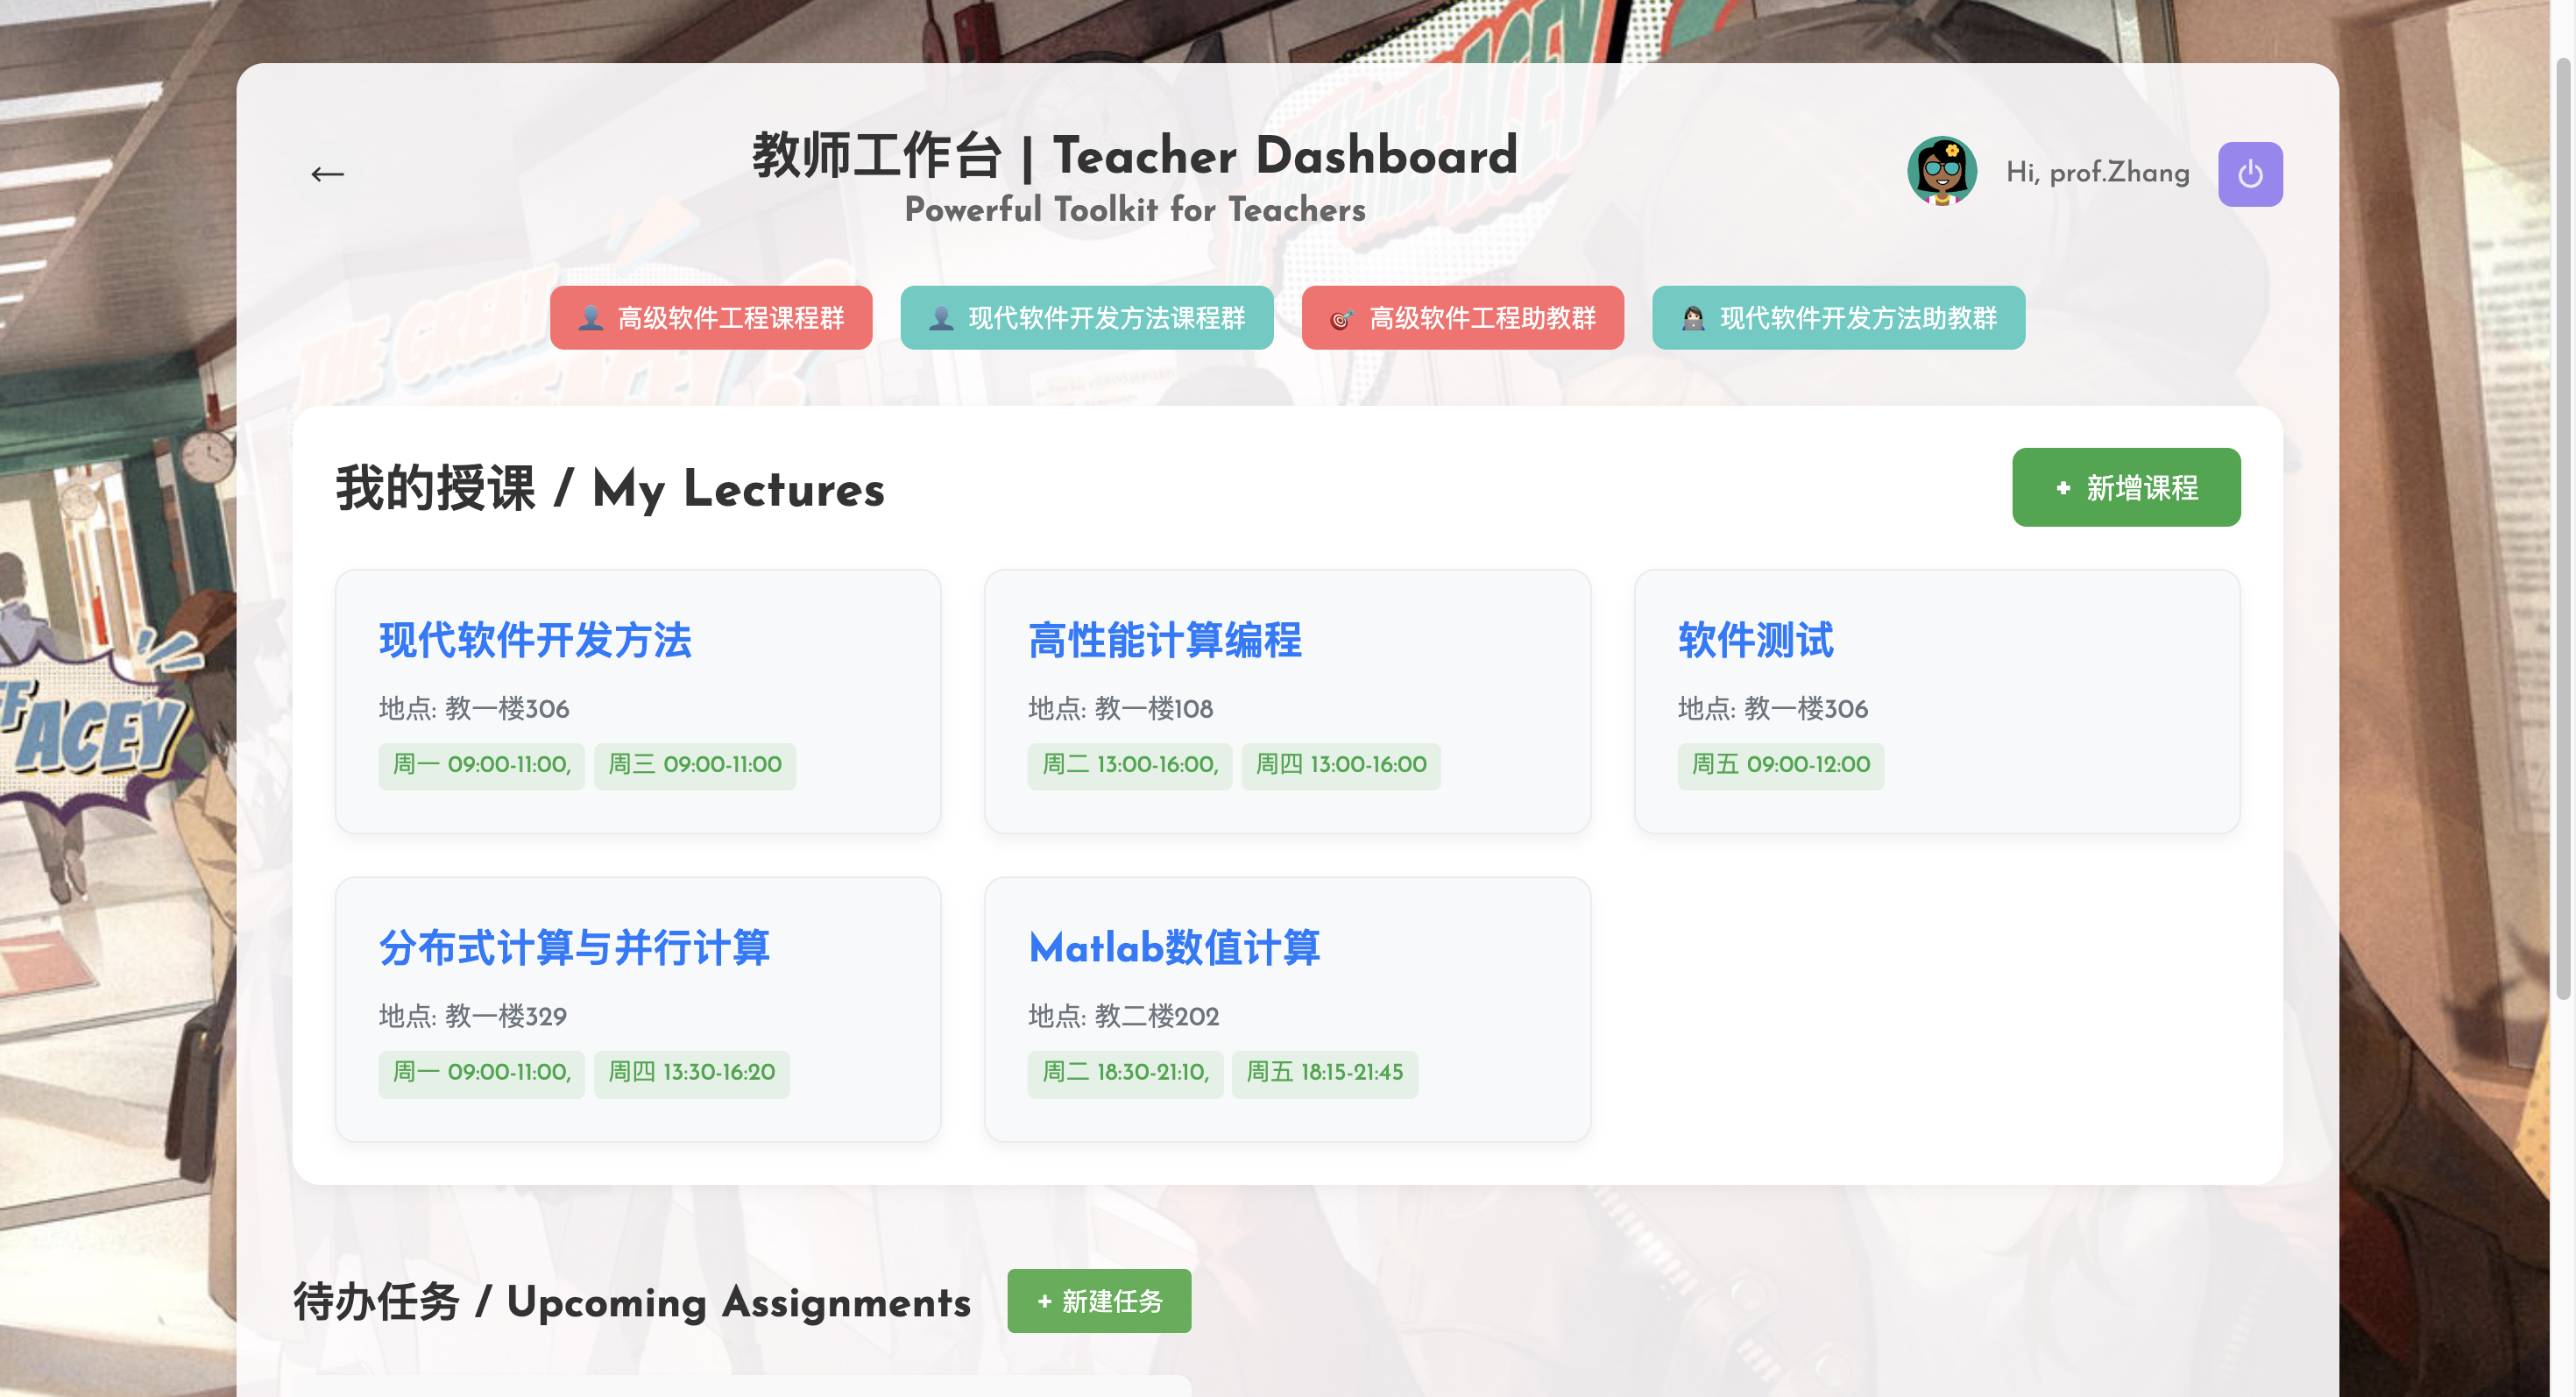 教师工作台 | Teacher Dashboard
Powerful Toolkit for Teachers
Hi, prof.Zhang
高级软件工程课程群
现代软件开发方法课程群
高级软件工程助教群
现代软件开发方法助教群
我的授课 / My Lectures
+ 新增课程
现代软件开发方法
地点: 教一楼306
周一 09:00-11:00, 周三 09:00-11:00
高性能计算编程
地点: 教一楼108
周二 13:00-16:00, 周四 13:00-16:00
软件测试
地点: 教一楼306
周五 09:00-12:00
分布式计算与并行计算
地点: 教一楼329
周一 09:00-11:00, 周四 13:30-16:20
Matlab数值计算
地点: 教二楼202
周二 18:30-21:10, 周五 18:15-21:45
待办任务 / Upcoming Assignments
+ 新建任务
THE GREAT
ACEY